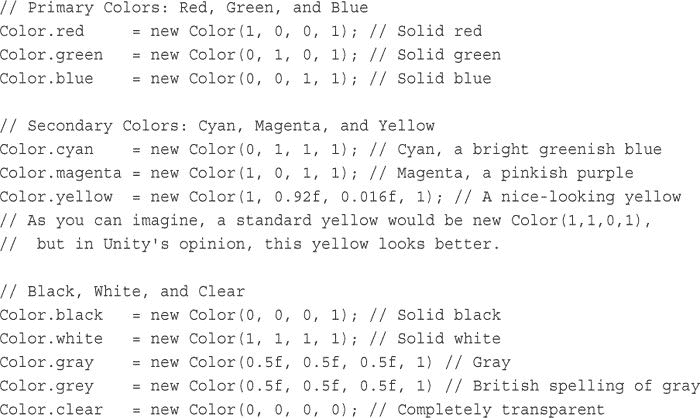 // Primary Colors: Red, Green, and Blue
Color.red     = new Color(1, 0, 0, 1); // Solid red
Color.green   = new Color(0, 1, 0, 1); // Solid green
Color.blue    = new Color(0, 0, 1, 1); // Solid blue

// Secondary Colors: Cyan, Magenta, and Yellow
Color.cyan    = new Color(0, 1, 1, 1); // Cyan, a bright greenish blue
Color.magenta = new Color(1, 0, 1, 1); // Magenta, a pinkish purple
Color.yellow  = new Color(1, 0.92f, 0.016f, 1); // A nice-looking yellow
// As you can imagine, a standard yellow would be new Color(1,1,0,1),
//  but in Unity's opinion, this yellow looks better.

// Black, White, and Clear
Color.black   = new Color(0, 0, 0, 1); // Solid black
Color.white   = new Color(1, 1, 1, 1); // Solid white
Color.gray    = new Color(0.5f, 0.5f, 0.5f, 1) // Gray
Color.grey    = new Color(0.5f, 0.5f, 0.5f, 1) // British spelling of gray
Color.clear   = new Color(0, 0, 0, 0); // Completely transparent